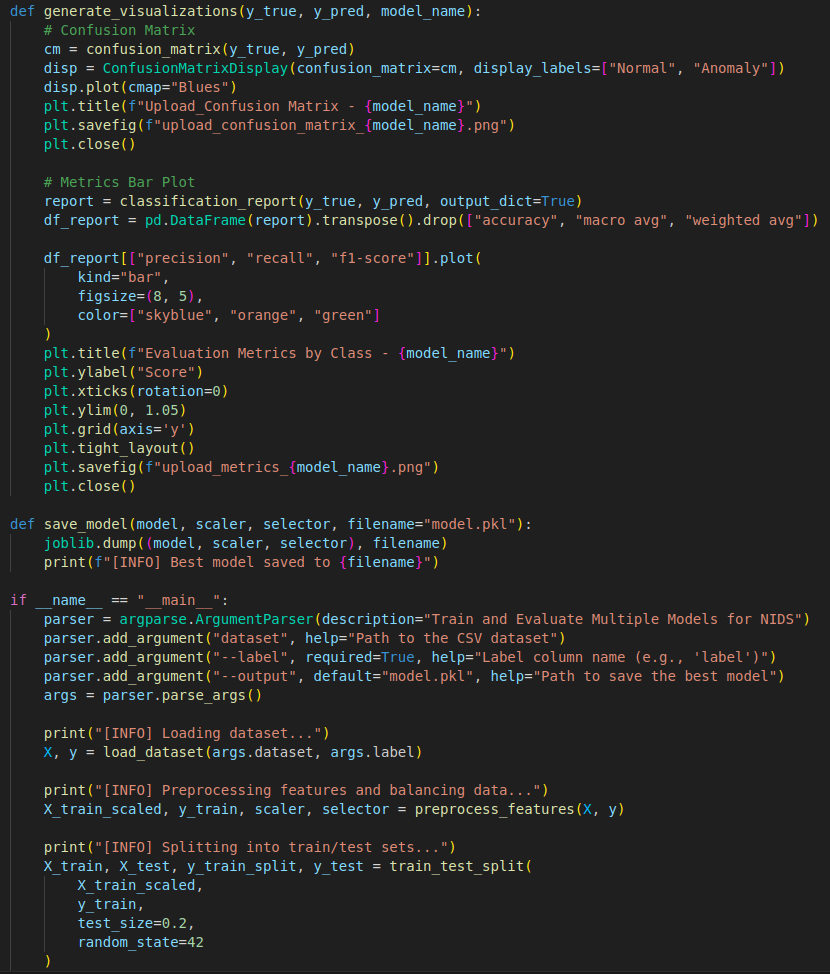 def generate_visualizations(y_true, y_pred, model_name):
    # Confusion Matrix
    cm = confusion_matrix(y_true, y_pred)
    disp = ConfusionMatrixDisplay(confusion_matrix=cm, display_labels=["Normal", "Anomaly"])
    disp.plot(cmap="Blues")
    plt.title(f"Upload_Confusion Matrix - {model_name}")
    plt.savefig(f"upload_confusion_matrix_{model_name}.png")
    plt.close()

    # Metrics Bar Plot
    report = classification_report(y_true, y_pred, output_dict=True)
    df_report = pd.DataFrame(report).transpose().drop(["accuracy", "macro avg", "weighted avg"])

    df_report[["precision", "recall", "f1-score"]].plot(
        kind="bar",
        figsize=(8, 5),
        color=["skyblue", "orange", "green"]
    )
    plt.title(f"Evaluation Metrics by Class - {model_name}")
    plt.ylabel("Score")
    plt.xticks(rotation=0)
    plt.ylim(0, 1.05)
    plt.grid(axis='y')
    plt.tight_layout()
    plt.savefig(f"upload_metrics_{model_name}.png")
    plt.close()

def save_model(model, scaler, selector, filename="model.pkl"):
    joblib.dump((model, scaler, selector), filename)
    print(f"[INFO] Best model saved to {filename}")

if __name__ == "__main__":
    parser = argparse.ArgumentParser(description="Train and Evaluate Multiple Models for NIDS")
    parser.add_argument("dataset", help="Path to the CSV dataset")
    parser.add_argument("--label", required=True, help="Label column name (e.g., 'label')")
    parser.add_argument("--output", default="model.pkl", help="Path to save the best model")
    args = parser.parse_args()

    print("[INFO] Loading dataset...")
    X, y = load_dataset(args.dataset, args.label)

    print("[INFO] Preprocessing features and balancing data...")
    X_train_scaled, y_train, scaler, selector = preprocess_features(X, y)

    print("[INFO] Splitting into train/test sets...")
    X_train, X_test, y_train_split, y_test = train_test_split(
        X_train_scaled,
        y_train,
        test_size=0.2,
        random_state=42
    )